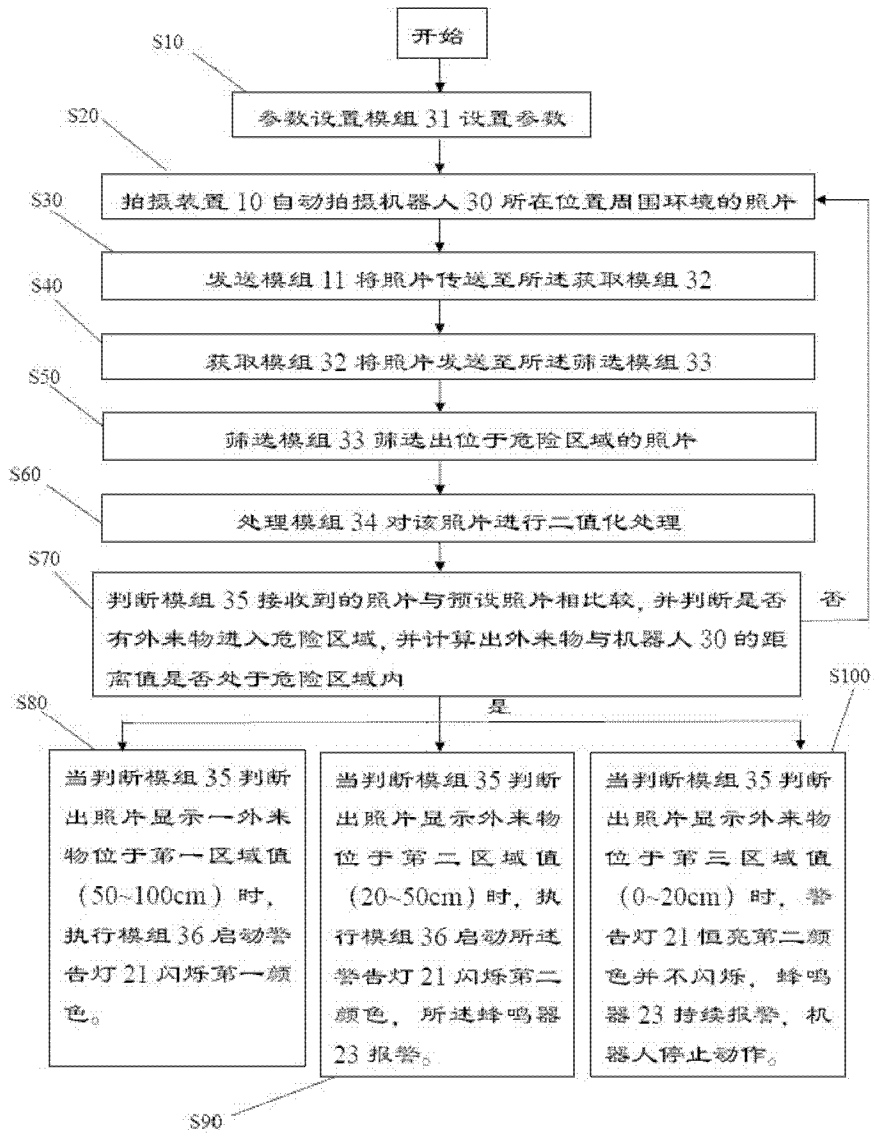 开始
S10
参数设置模组 31 设置参数
S20
拍摄装置 10 自动拍摄机器人 30 所在位置周围环境的照片
S30
发送模组 11 将照片传送至所述获取模组 32
S40
获取模组 32 将照片发送至所述筛选模组 33
S50
筛选模组 33 筛选出位于危险区域的照片
S60
处理模组 34 对该照片进行二值化处理
S70
判断模组 35 接收到的照片与预设照片相比较, 并判断是否
有外来物进入危险区域, 并计算出外来物与机器人 30 的距
离值是否处于危险区域内
否
是
S80
当判断模组 35 判断
出照片显示一外来
物位于第一区域值
（50~100cm）时,
执行模组 36 启动警
告灯 21 闪烁第一颜
色。
当判断模组 35 判断
出照片显示外来物
位于第二区域值
（20~50cm）时, 执
行模组 36 启动所述
警告灯 21 闪烁第二
颜色, 所述蜂鸣器
23 报警。
S90
S100
当判断模组 35 判断
出照片显示外来物
位于第三区域值
（0~20cm）时, 警
告灯 21 恒亮第二颜
色并不闪烁, 蜂鸣
器 23 持续报警, 机
器人停止动作。